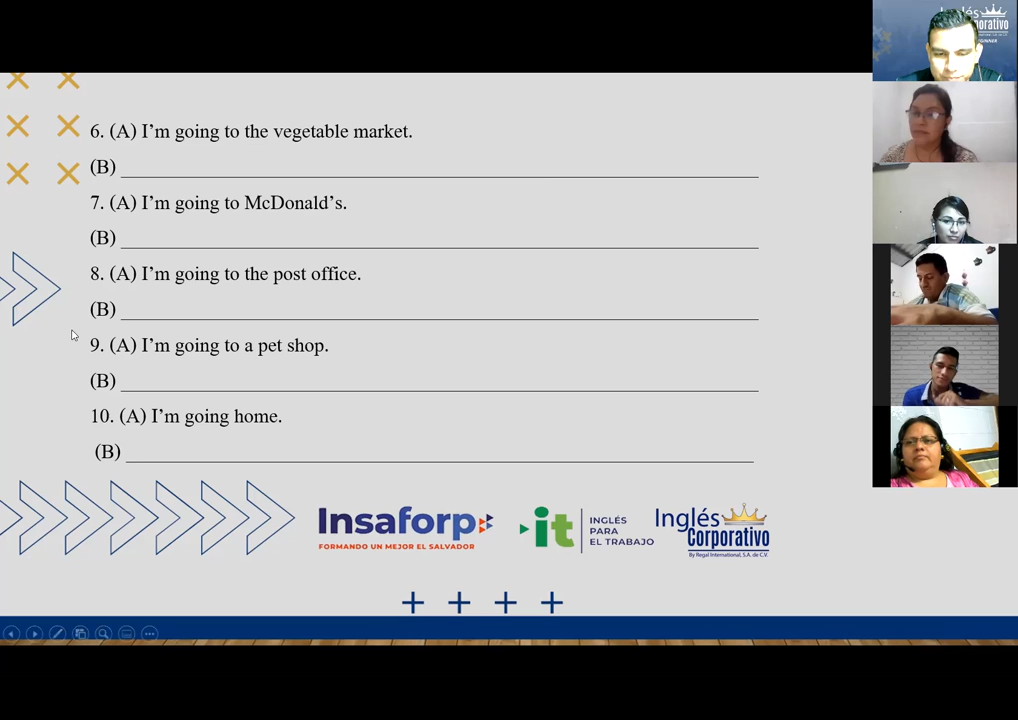 6. (A) I'm going to the vegetable market.
(B)
7. (A) I'm going to McDonald's.
(B)
8. (A) I'm going to the post office.
(B)
9. (A) I'm going to a pet shop.
(B)
10. (A) I'm going home.
(B)
Insaforp
FORMANDO UN MEJOR EL SALVADOR
it
INGLÉS
PARA
EL TRABAJO
Inglés
Corporativo
By Regal International, S.A. de C.V.